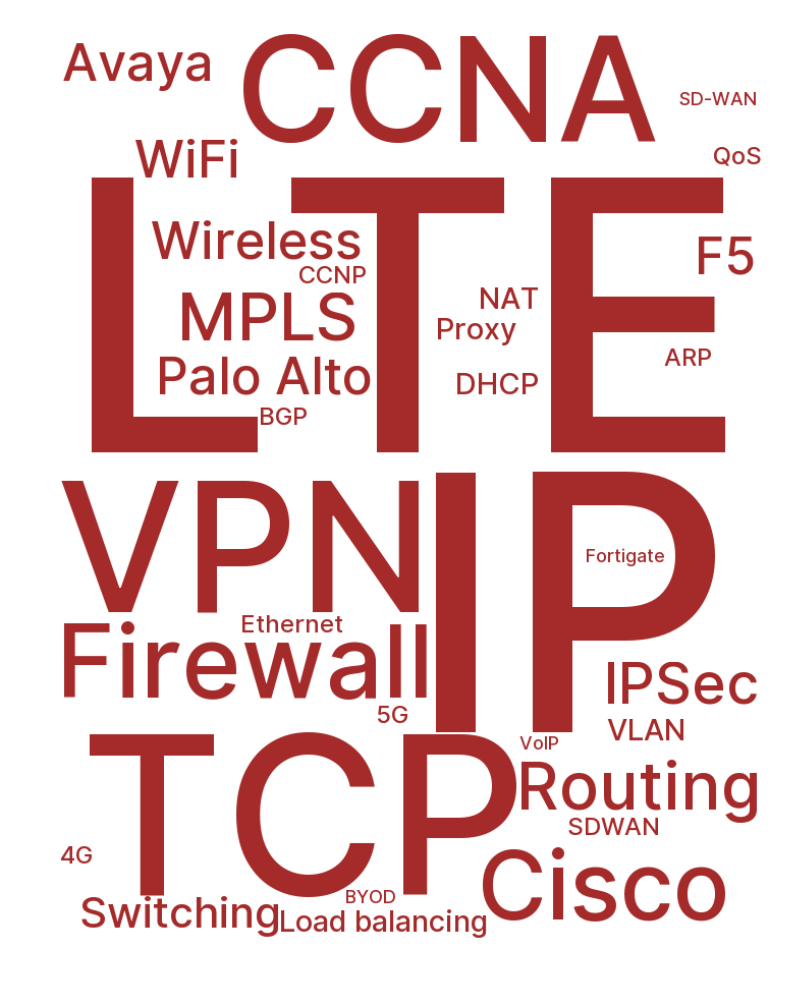 Avaya
CCNA
SD-WAN
WiFi
QoS
LTE
Wireless
F5
CCNP
MPLS
NAT
Proxy
ARP
Palo Alto
DHCP
BGP
VPN
IP
Fortigate
Ethernet
Firewall
IPSec
5G
VLAN
TCP
VoIP
Routing
SDWAN
4G
Cisco
BYOD
Switching
Load balancing